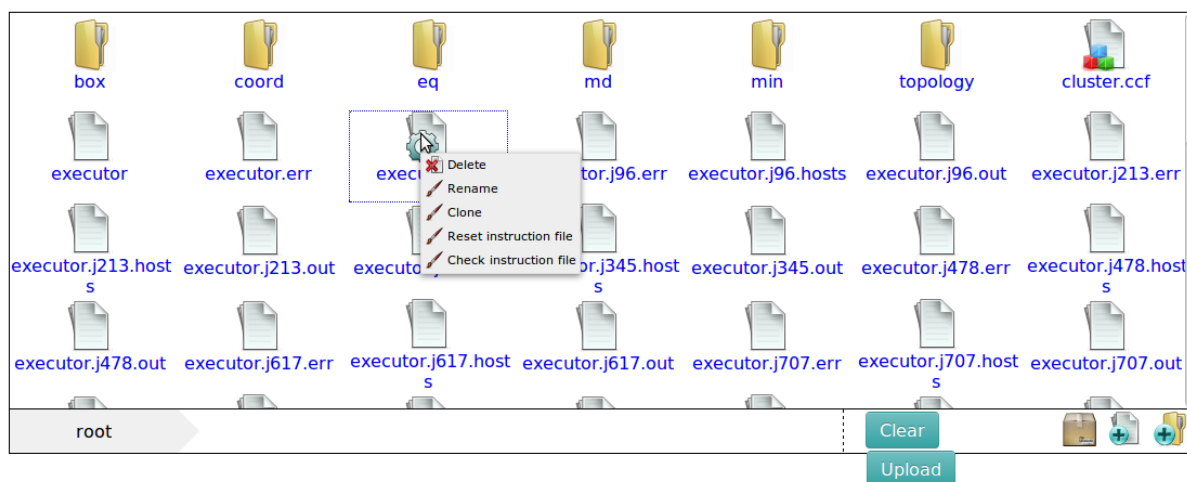 box coord eq md min topology cluster.ccf
executor executor.err tor.j96.err executor.j96.hosts executor.j96.out executor.j213.err
Delete
Rename
Clone
Reset instruction file
Check instruction file
executor.j213.host executor.j213.out or.j345.host executor.j345.out executor.j478.err executor.j478.host
s s s
executor.j478.out executor.j617.err executor.j617.host executor.j617.out executor.j707.err executor.j707.host executor.j707.out
s s
root Clear
Upload